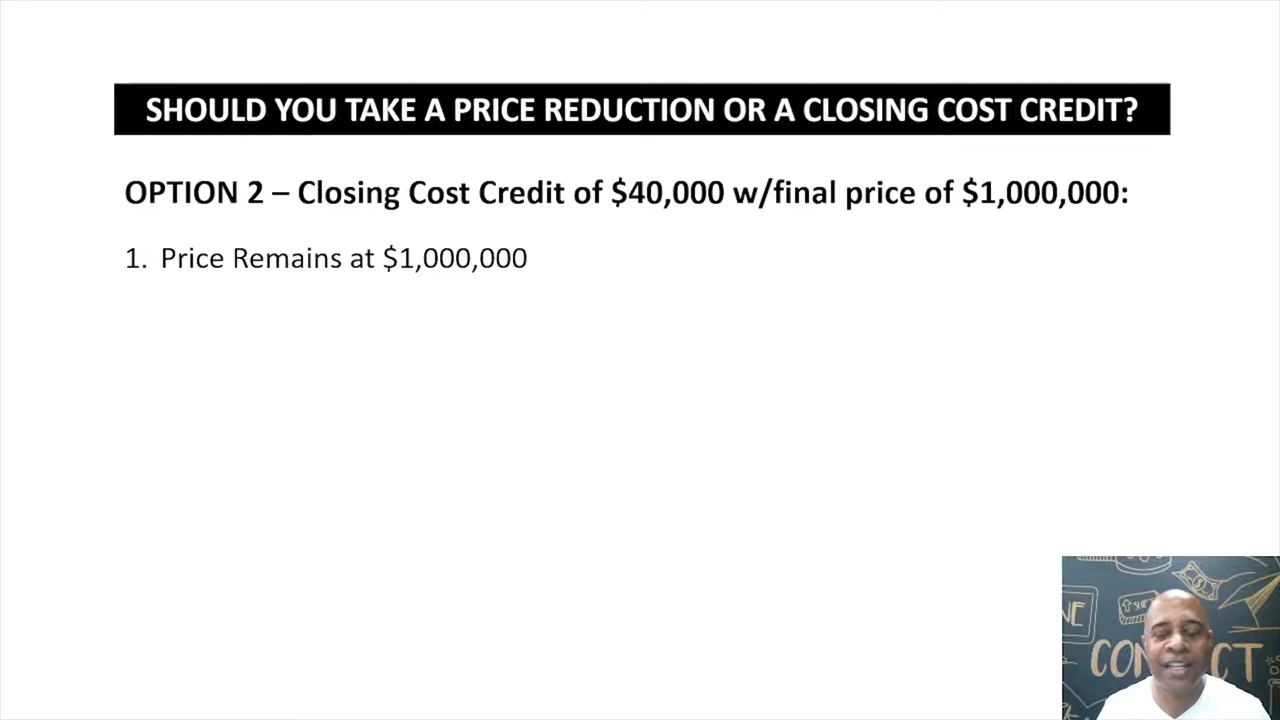 SHOULD YOU TAKE A PRICE REDUCTION OR A CLOSING COST CREDIT?
OPTION 2 – Closing Cost Credit of $40,000 w/final price of $1,000,000:
1. Price Remains at $1,000,000